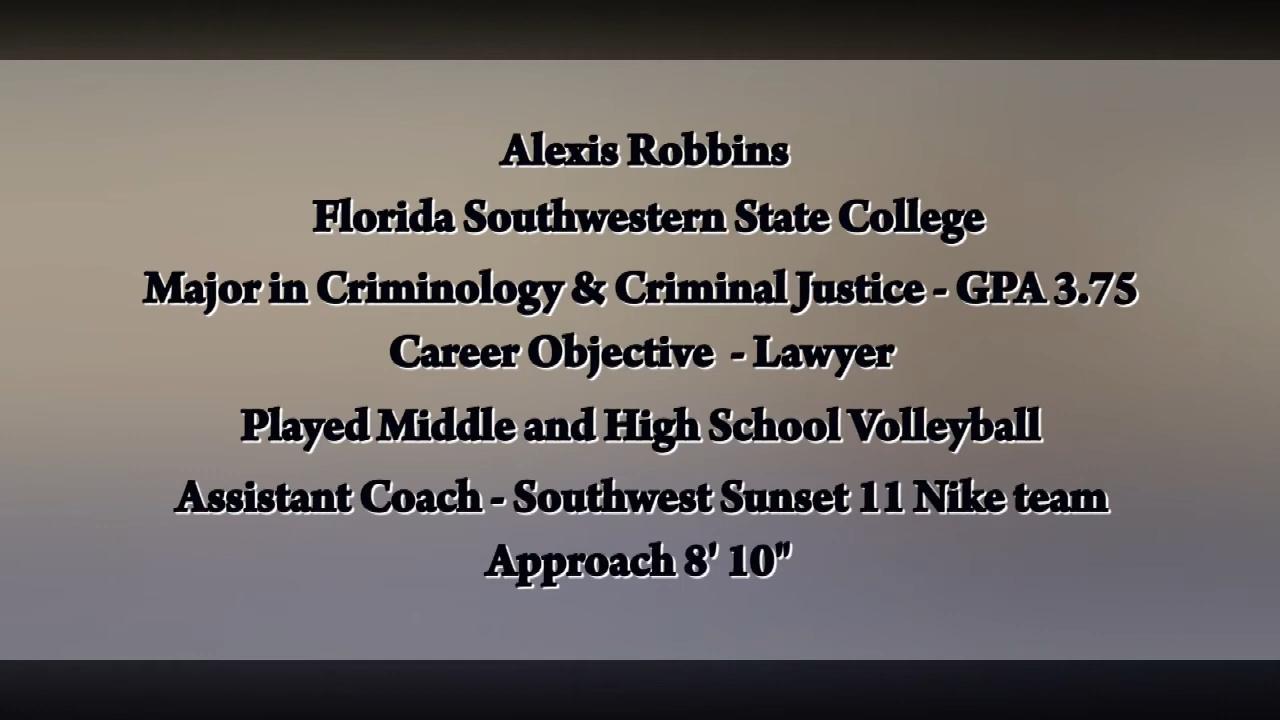 Alexis Robbins
Florida Southwestern State College
Major in Criminology & Criminal Justice - GPA 3.75
Career Objective - Lawyer
Played Middle and High School Volleyball
Assistant Coach - Southwest Sunset 11 Nike team
Approach 8' 10"